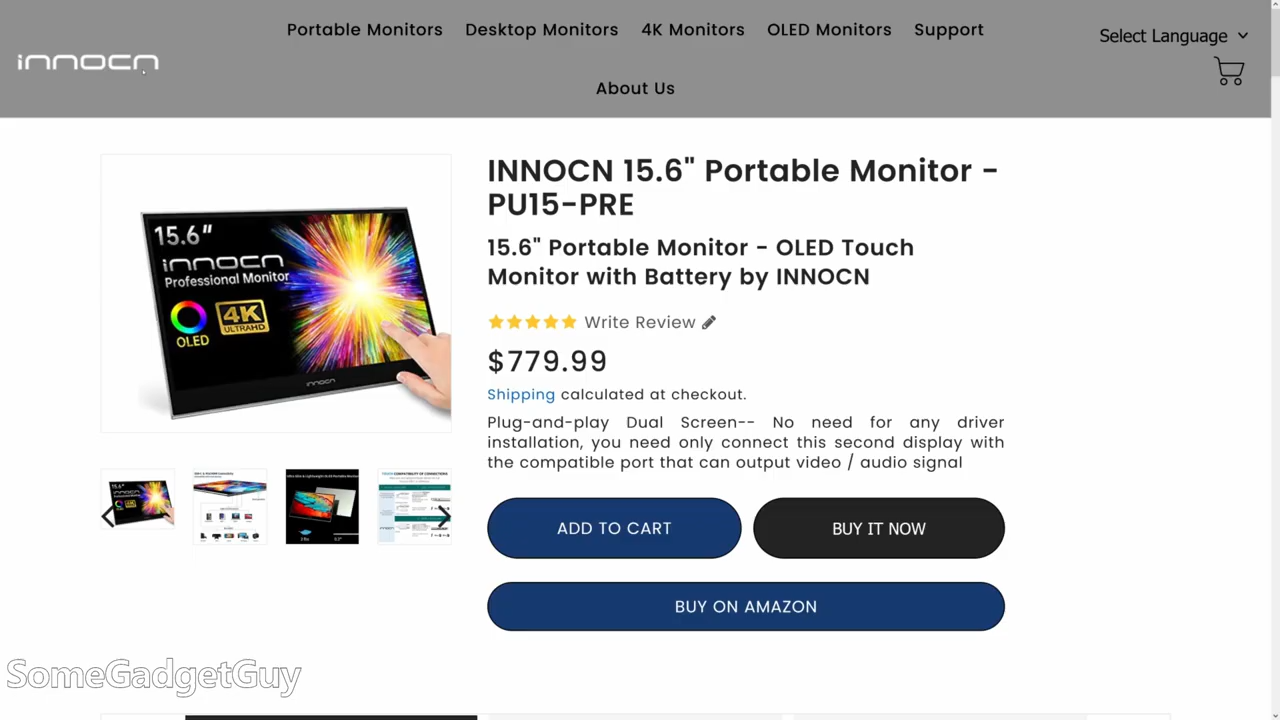 Portable Monitors Desktop Monitors 4K Monitors OLED Monitors Support
Select Language
innocn
About Us
INNOCN 15.6" Portable Monitor -
PU15-PRE
15.6" Portable Monitor - OLED Touch
Monitor with Battery by INNOCN
Write Review
$779.99
Shipping calculated at checkout.
Plug-and-play Dual Screen-- No need for any driver
installation, you need only connect this second display with
the compatible port that can output video / audio signal
ADD TO CART
BUY IT NOW
BUY ON AMAZON
15.6"
innocn
Professional Monitor
OLED
4K
ULTRAHD
innocn
SomeGadgetGuy